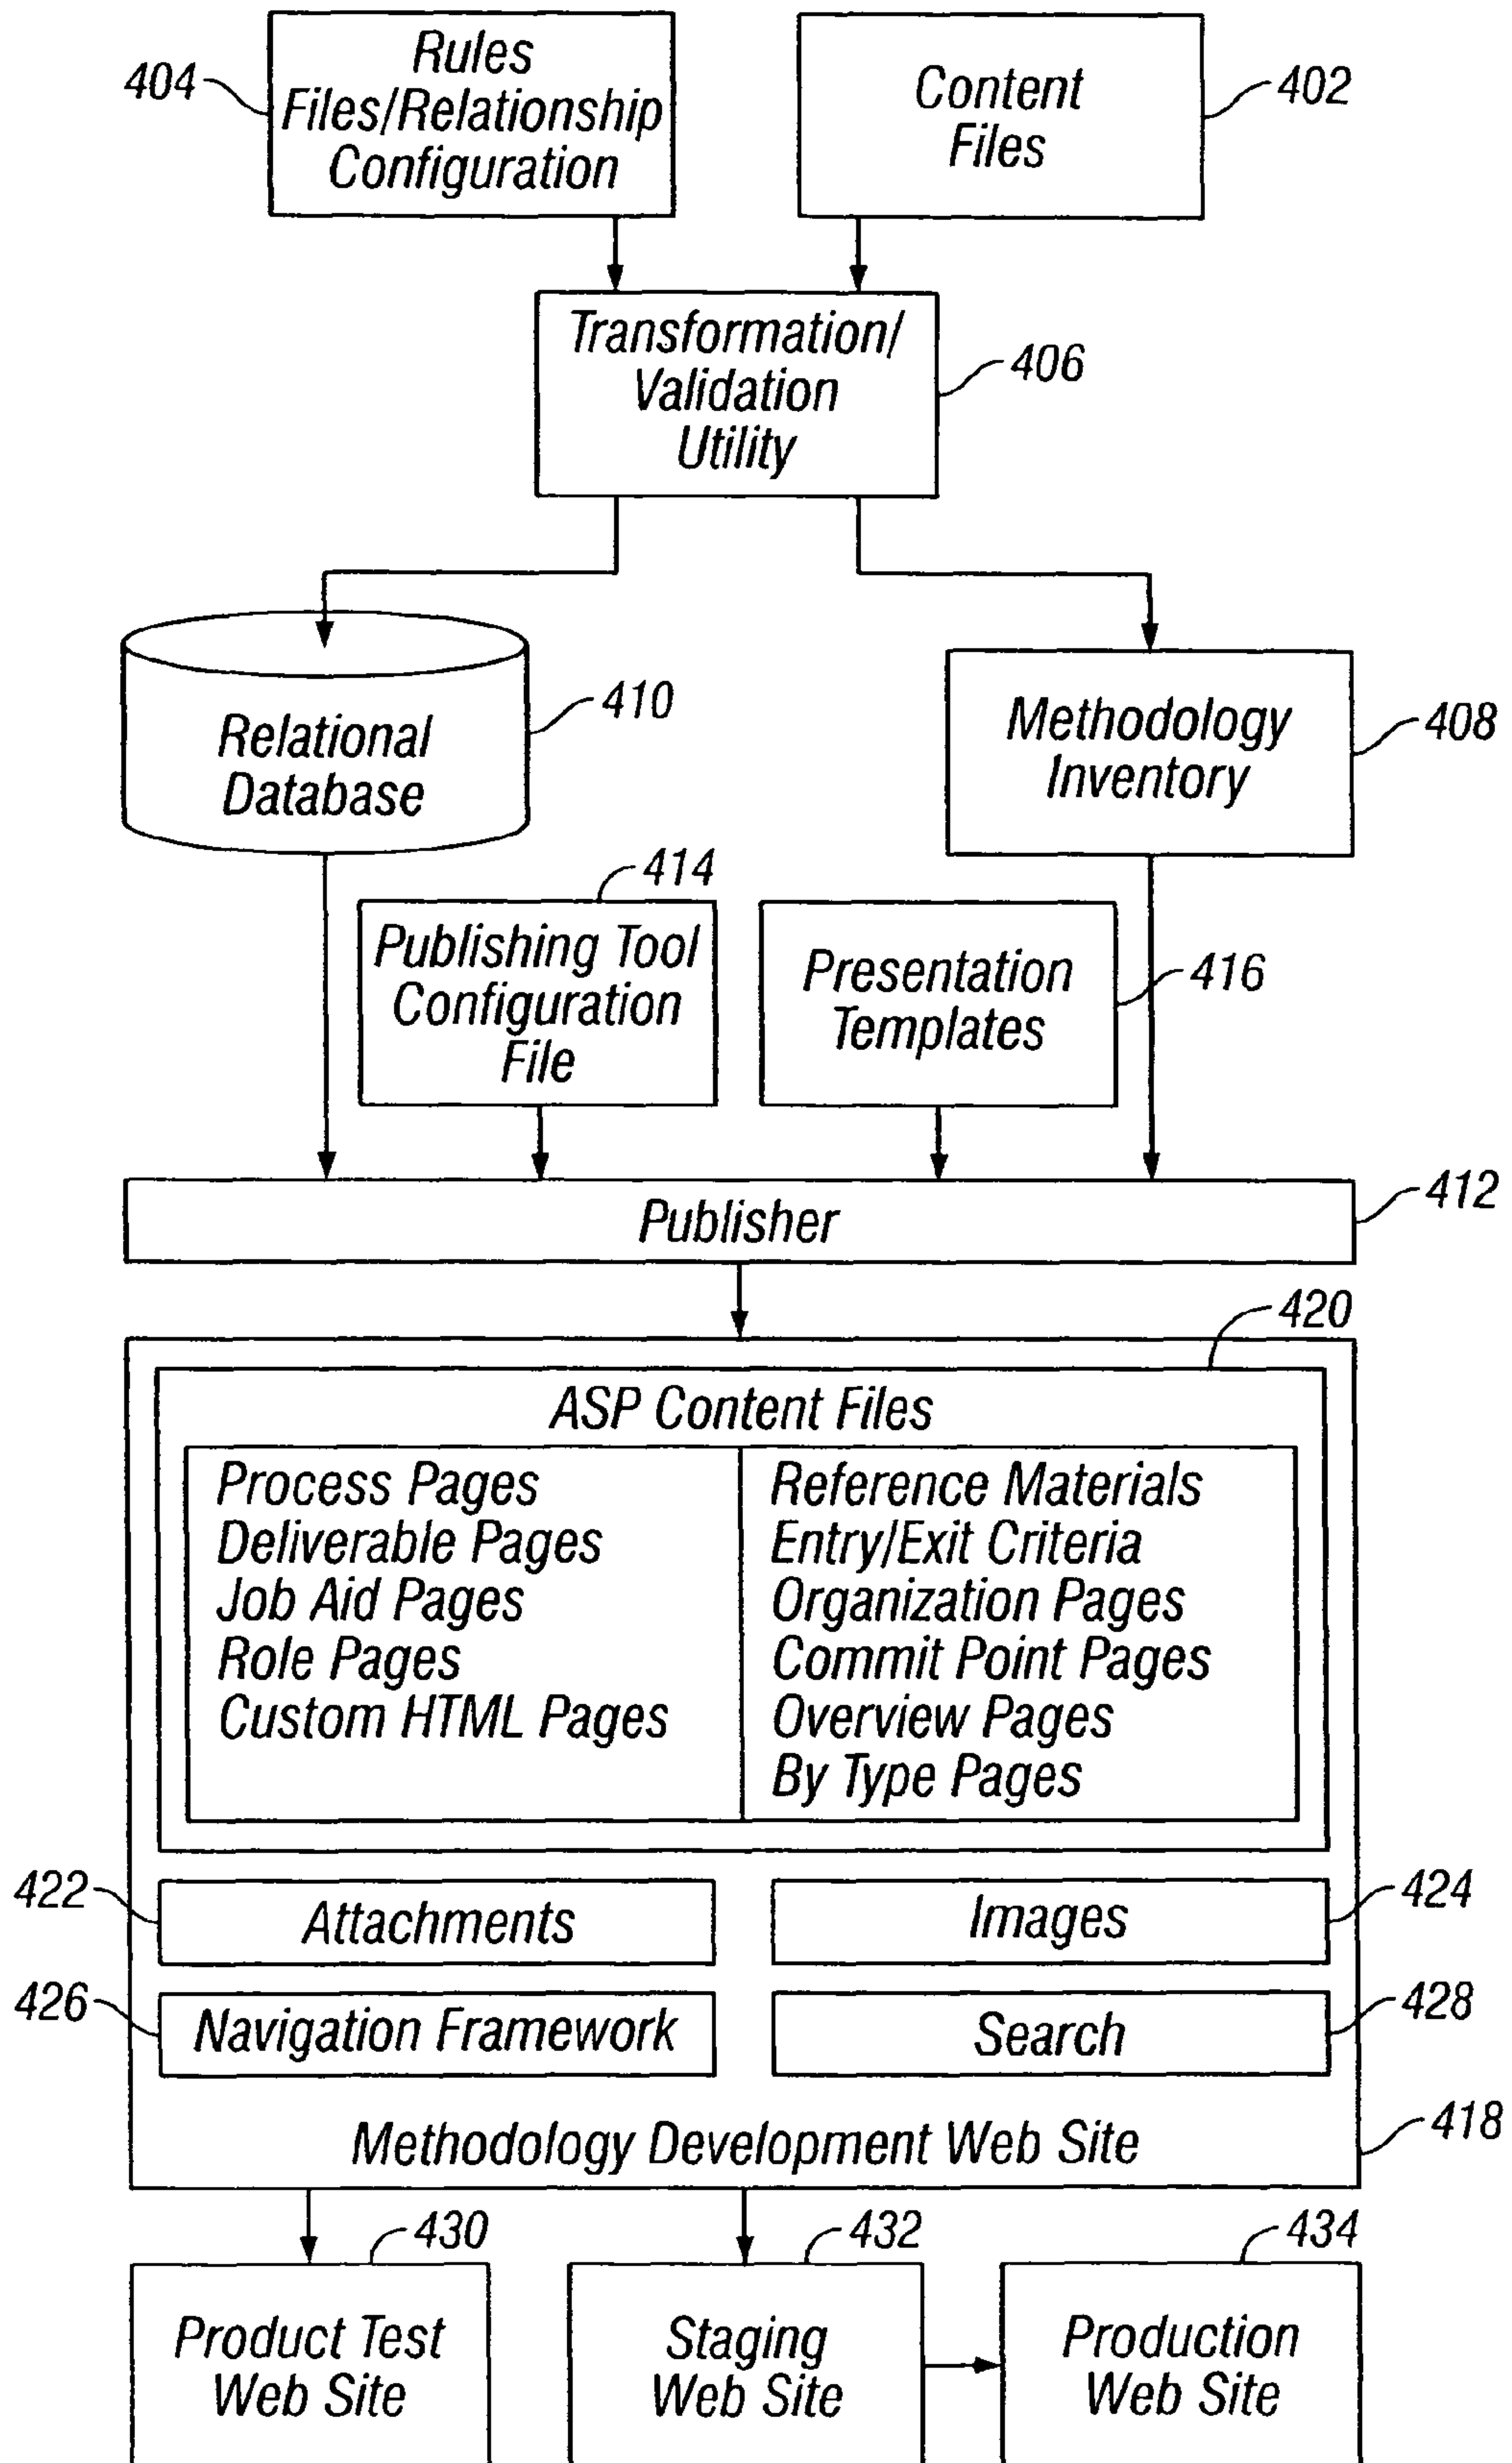 404
Rules
Files/Relationship
Configuration
Content
Files
402
Transformation/
Validation
Utility
406
Relational
Database
410
Methodology
Inventory
408
414
Publishing Tool
Configuration
File
Presentation
Templates
416
Publisher
412
420
ASP Content Files
Process Pages
Deliverable Pages
Job Aid Pages
Role Pages
Custom HTML Pages
Reference Materials
Entry/Exit Criteria
Organization Pages
Commit Point Pages
Overview Pages
By Type Pages
422
Attachments
Images
424
426
Navigation Framework
Search
428
Methodology Development Web Site
418
430
Product Test
Web Site
432
Staging
Web Site
434
Production
Web Site